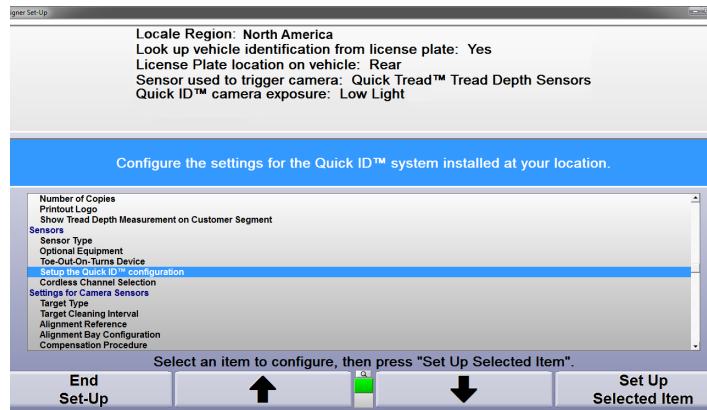 igner Set-Up
Locale Region: North America
Look up vehicle identification from license plate: Yes
License Plate location on vehicle: Rear
Sensor used to trigger camera: Quick Tread™ Tread Depth Sensors
Quick ID™ camera exposure: Low Light
Configure the settings for the Quick ID™ system installed at your location.
Number of Copies
Printout Logo
Show Tread Depth Measurement on Customer Segment
Sensors
Sensor Type
Optional Equipment
Toe-Out-On-Turns Device
Setup the Quick ID™ configuration
Cordless Channel Selection
Settings for Camera Sensors
Target Type
Target Cleaning Interval
Alignment Reference
Alignment Bay Configuration
Compensation Procedure
Select an item to configure, then press "Set Up Selected Item".
End
Set-Up
Set Up
Selected Item